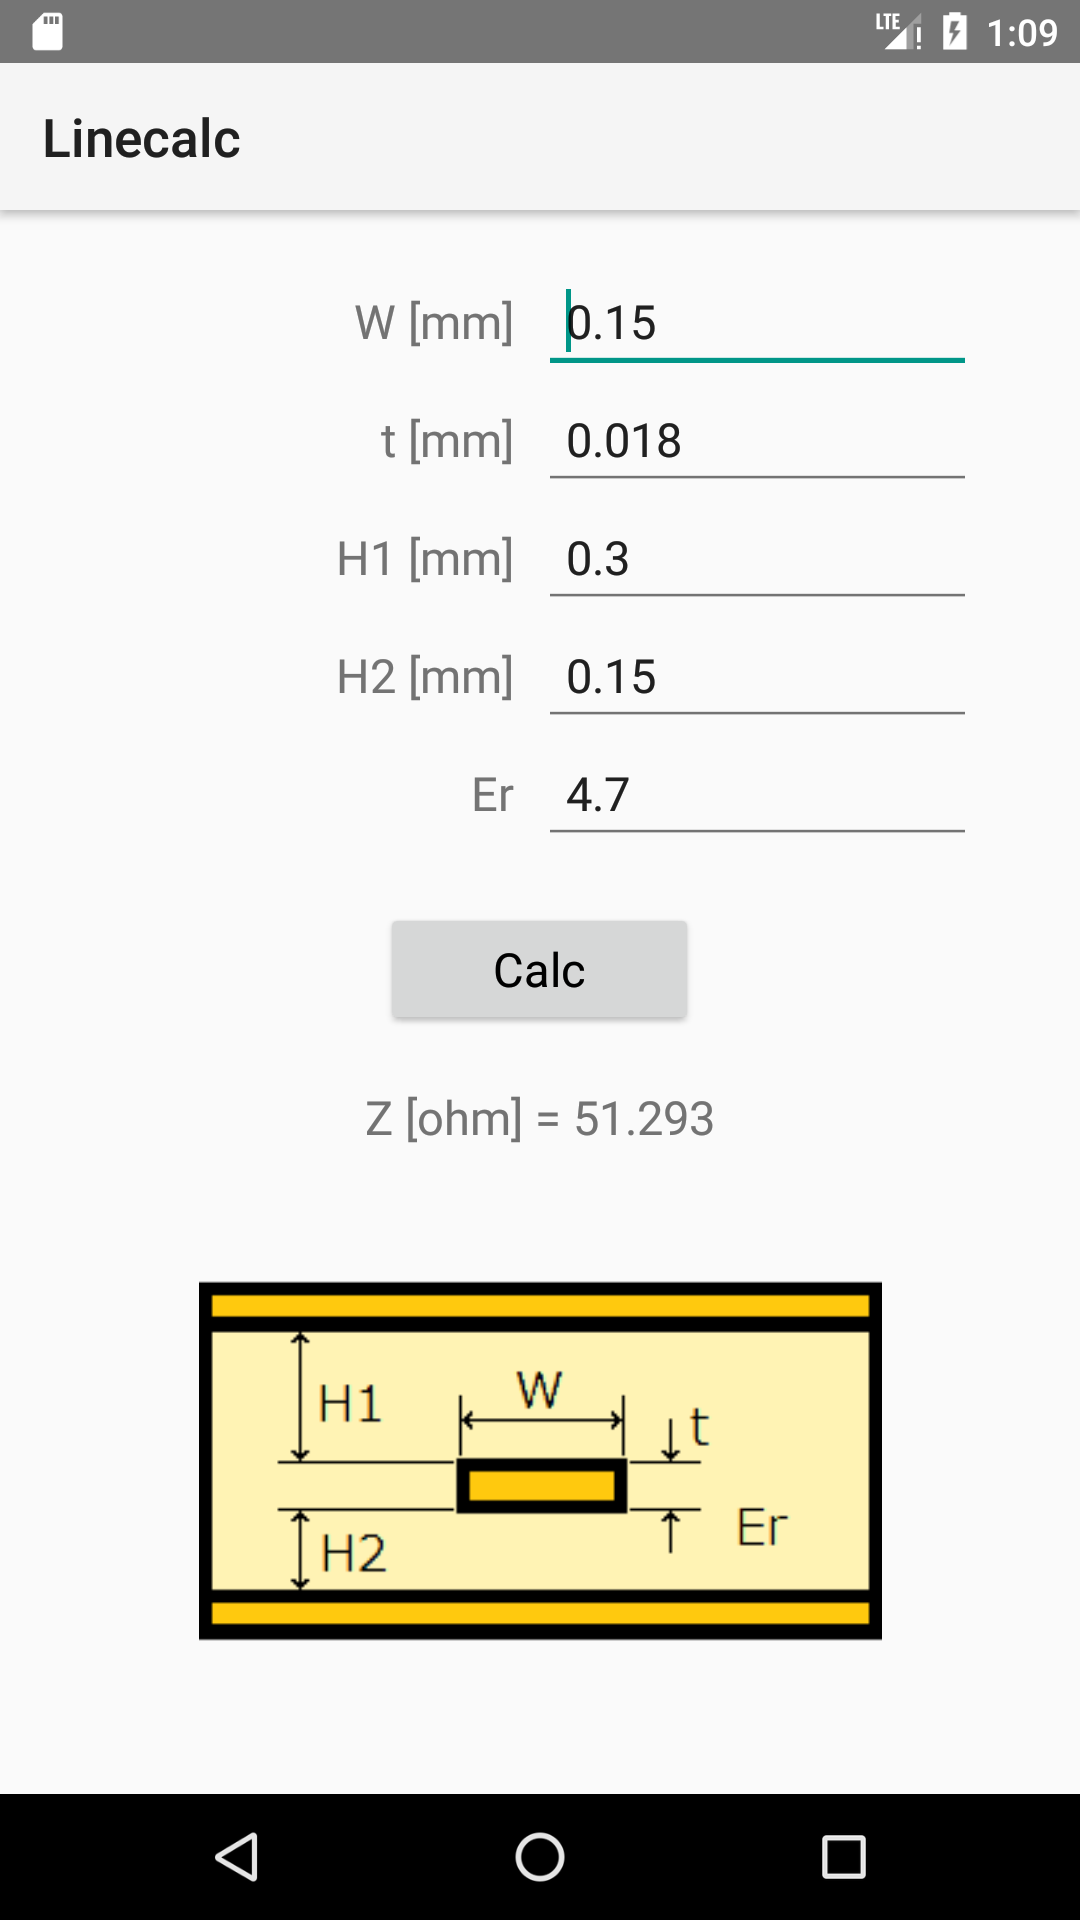 LTE 1:09
Linecalc
W [mm] 0.15
t [mm] 0.018
H1 [mm] 0.3
H2 [mm] 0.15
Er 4.7
Calc
Z [ohm] = 51.293
W
H1
t
Er
H2